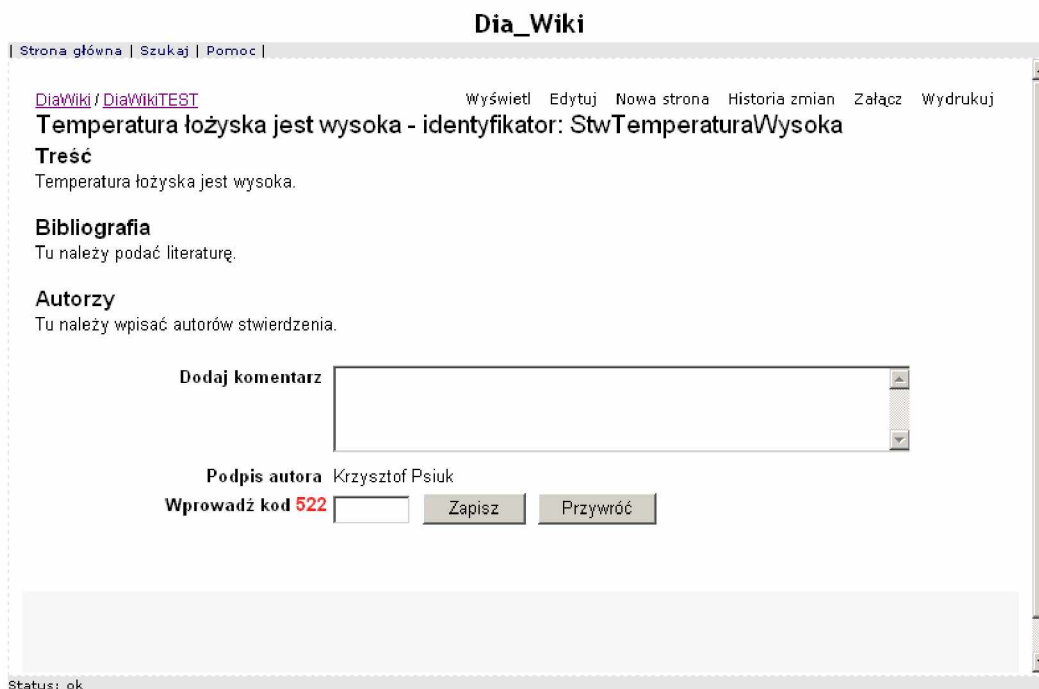 Dia_Wiki
| Strona główna | Szukaj | Pomoc |
DiaWiki / DiaWikiTEST Wyświetl Edytuj Nowa strona Historia zmian Załącz Wydrukuj
Temperatura łożyska jest wysoka - identyfikator: StwTemperaturaWysoka
Treść
Temperatura łożyska jest wysoka.
Bibliografia
Tu należy podać literaturę.
Autorzy
Tu należy wpisać autorów stwierdzenia.
Dodaj komentarz
Podpis autora Krzysztof Psiuk
Wprowadź kod 522 Zapisz Przywróć
Status: ok